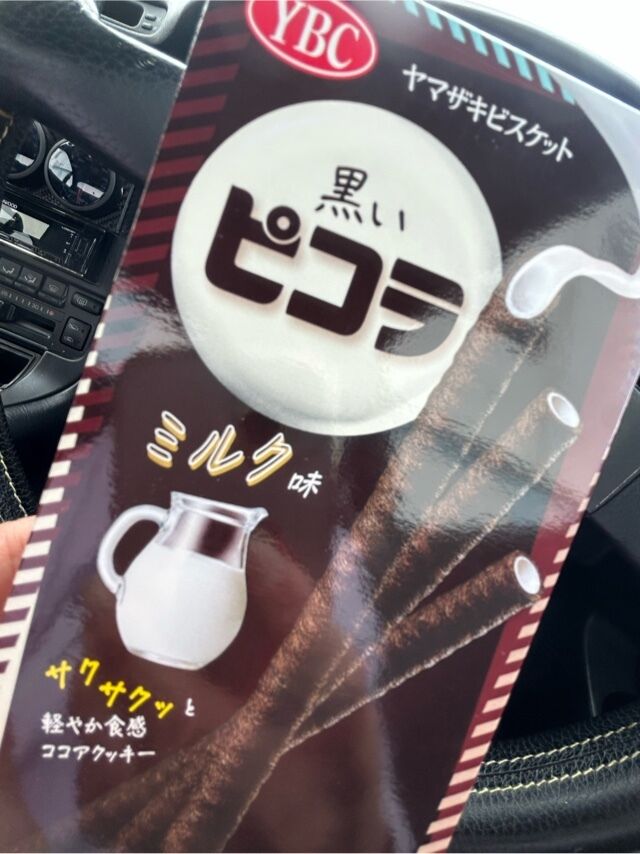 YBC
ヤマザキビスケット
黒い
ピコラ
ミルク味
サクサクッと
軽やか食感
ココアクッキー